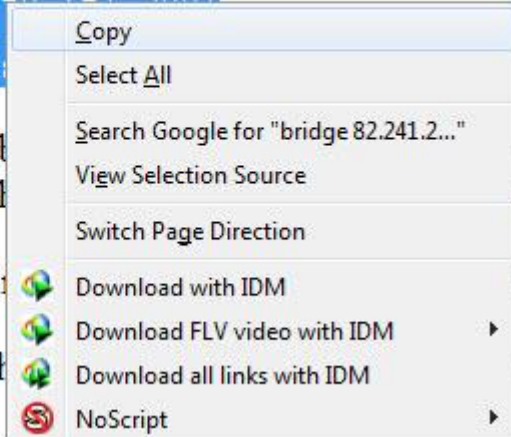 Copy
Select All
Search Google for "bridge 82.241.2..."
View Selection Source
Switch Page Direction
Download with IDM
Download FLV video with IDM
Download all links with IDM
NoScript